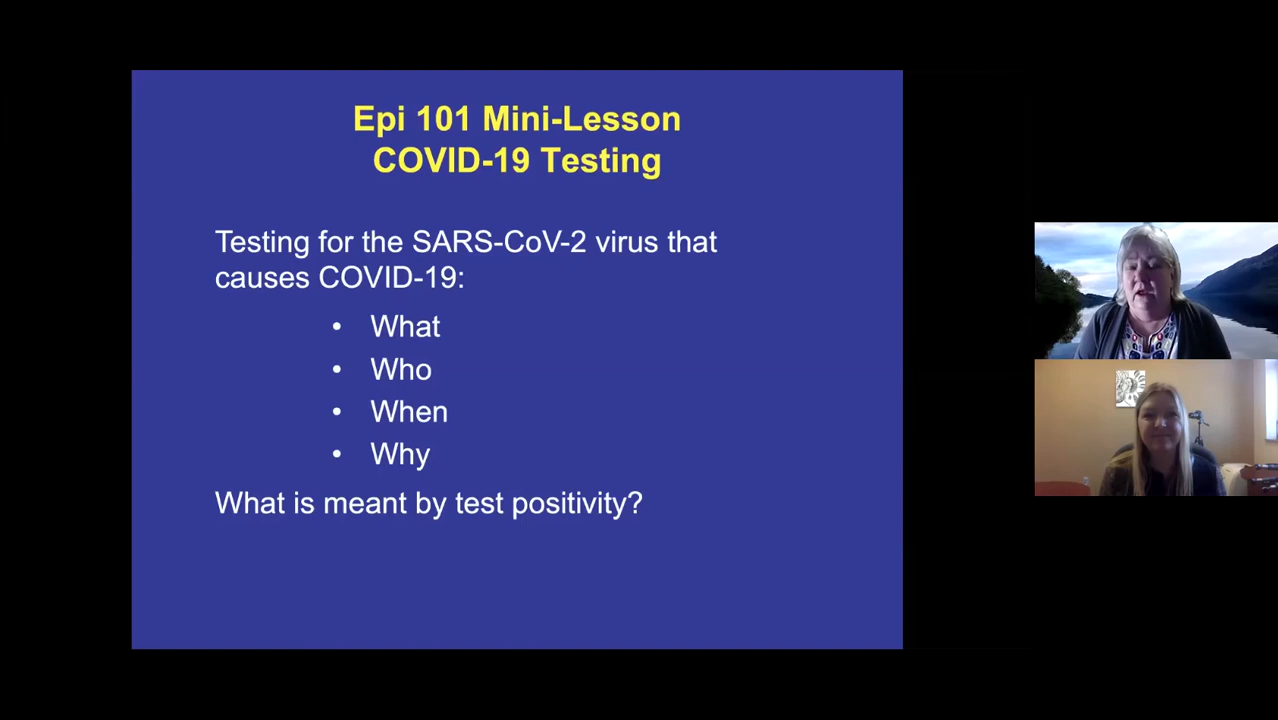 Epi 101 Mini-Lesson
COVID-19 Testing
Testing for the SARS-CoV-2 virus that
causes COVID-19:
• What
• Who
• When
• Why
What is meant by test positivity?